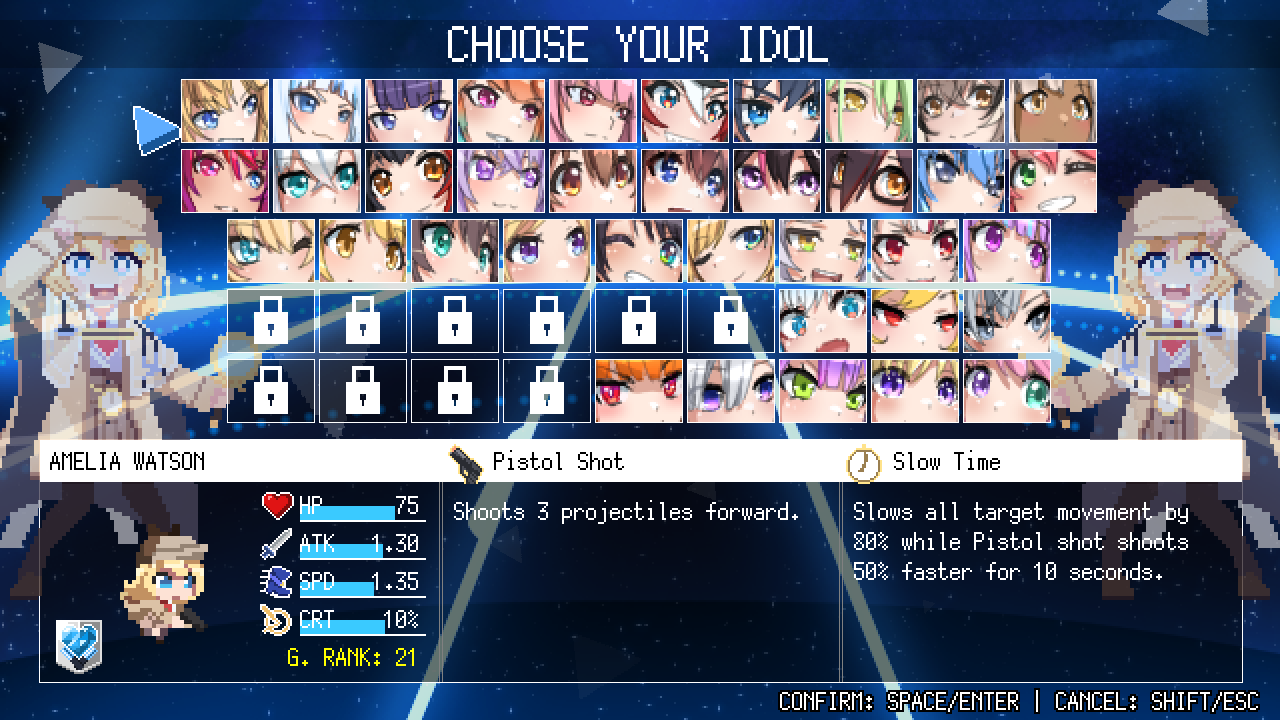 CHOOSE YOUR IDOL
AMELIA WATSON
HP 75
ATK 1.30
SPD 1.35
CRT 10%
G. RANK: 21
Pistol Shot
Shoots 3 projectiles forward.
Slow Time
Slows all target movement by
80% while Pistol shot shoots
50% faster for 10 seconds.
CONFIRM: SPACE/ENTER | CANCEL: SHIFT/ESC